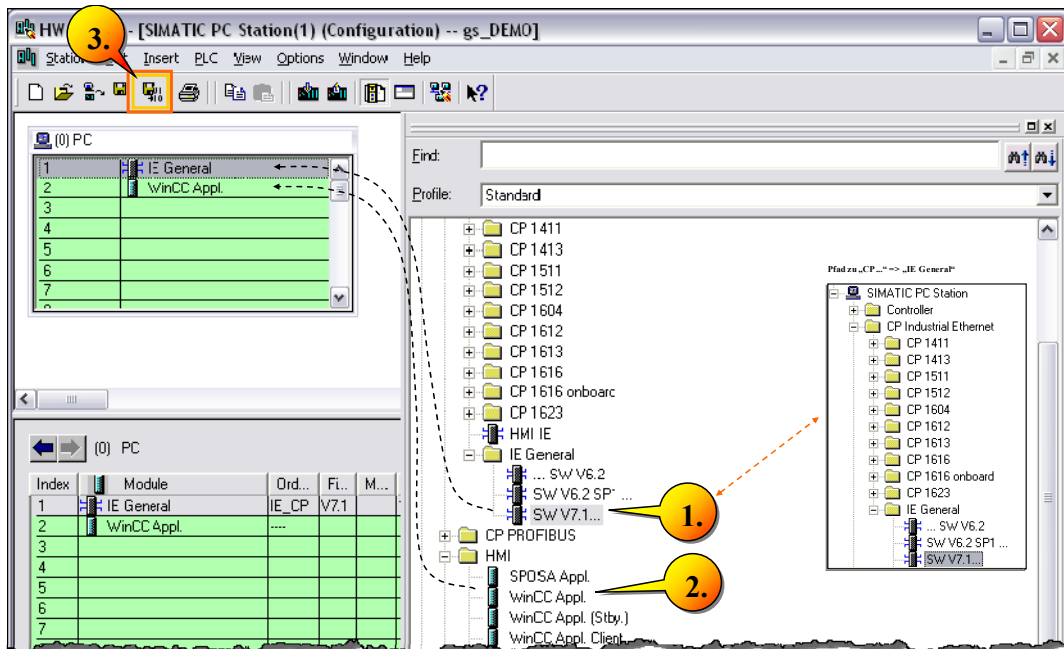 HW - [SIMATIC PC Station(1) (Configuration) -- gs_DEMO]
3.
Insert PLC View Options Window Help
(0) PC
1 IE General
2 WinCC Appl.
3
4
5
6
7
Find:
Profile: Standard
CP 1411
CP 1413
CP 1511
CP 1512
CP 1604
CP 1612
CP 1613
CP 1616
CP 1616 onboard
CP 1623
HMI IE
IE General
... SW V6.2
SW V6.2 SP1 ...
SW V7.1...
1.
CP PROFIBUS
HMI
SPOSA Appl.
WinCC Appl.
2.
WinCC Appl. (Stby.)
WinCC Appl. Client
Pfad zu „CP ...“ => „IE General“
SIMATIC PC Station
Controller
CP Industrial Ethernet
CP 1411
CP 1413
CP 1511
CP 1512
CP 1604
CP 1612
CP 1613
CP 1616
CP 1616 onboard
CP 1623
IE General
... SW V6.2
SW V6.2 SP1 ...
SW V7.1...
(0) PC
Index Module Ord... Fi... M...
1 IE General IE_CP V7.1
2 WinCC Appl. ----
3
4
5
6
7